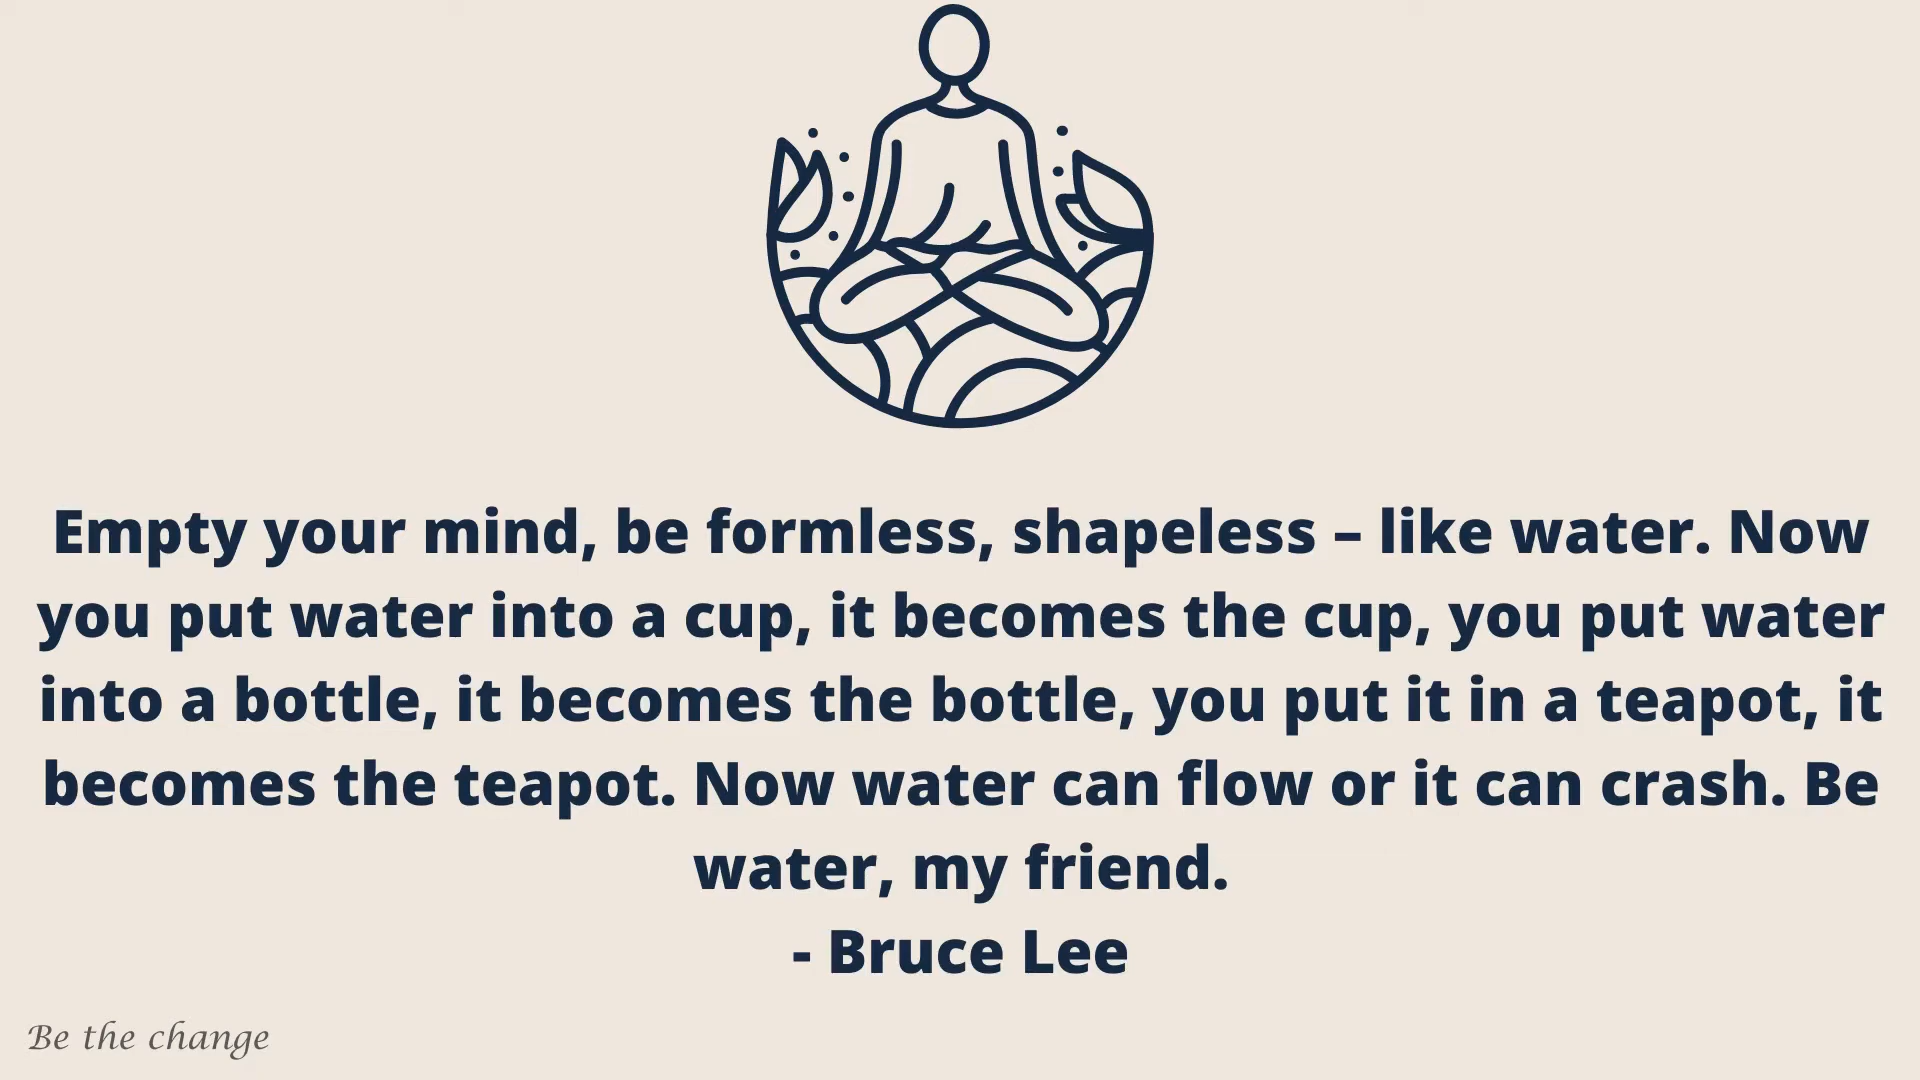 Empty your mind, be formless, shapeless – like water. Now
you put water into a cup, it becomes the cup, you put water
into a bottle, it becomes the bottle, you put it in a teapot, it
becomes the teapot. Now water can flow or it can crash. Be
water, my friend.
- Bruce Lee
Be the change